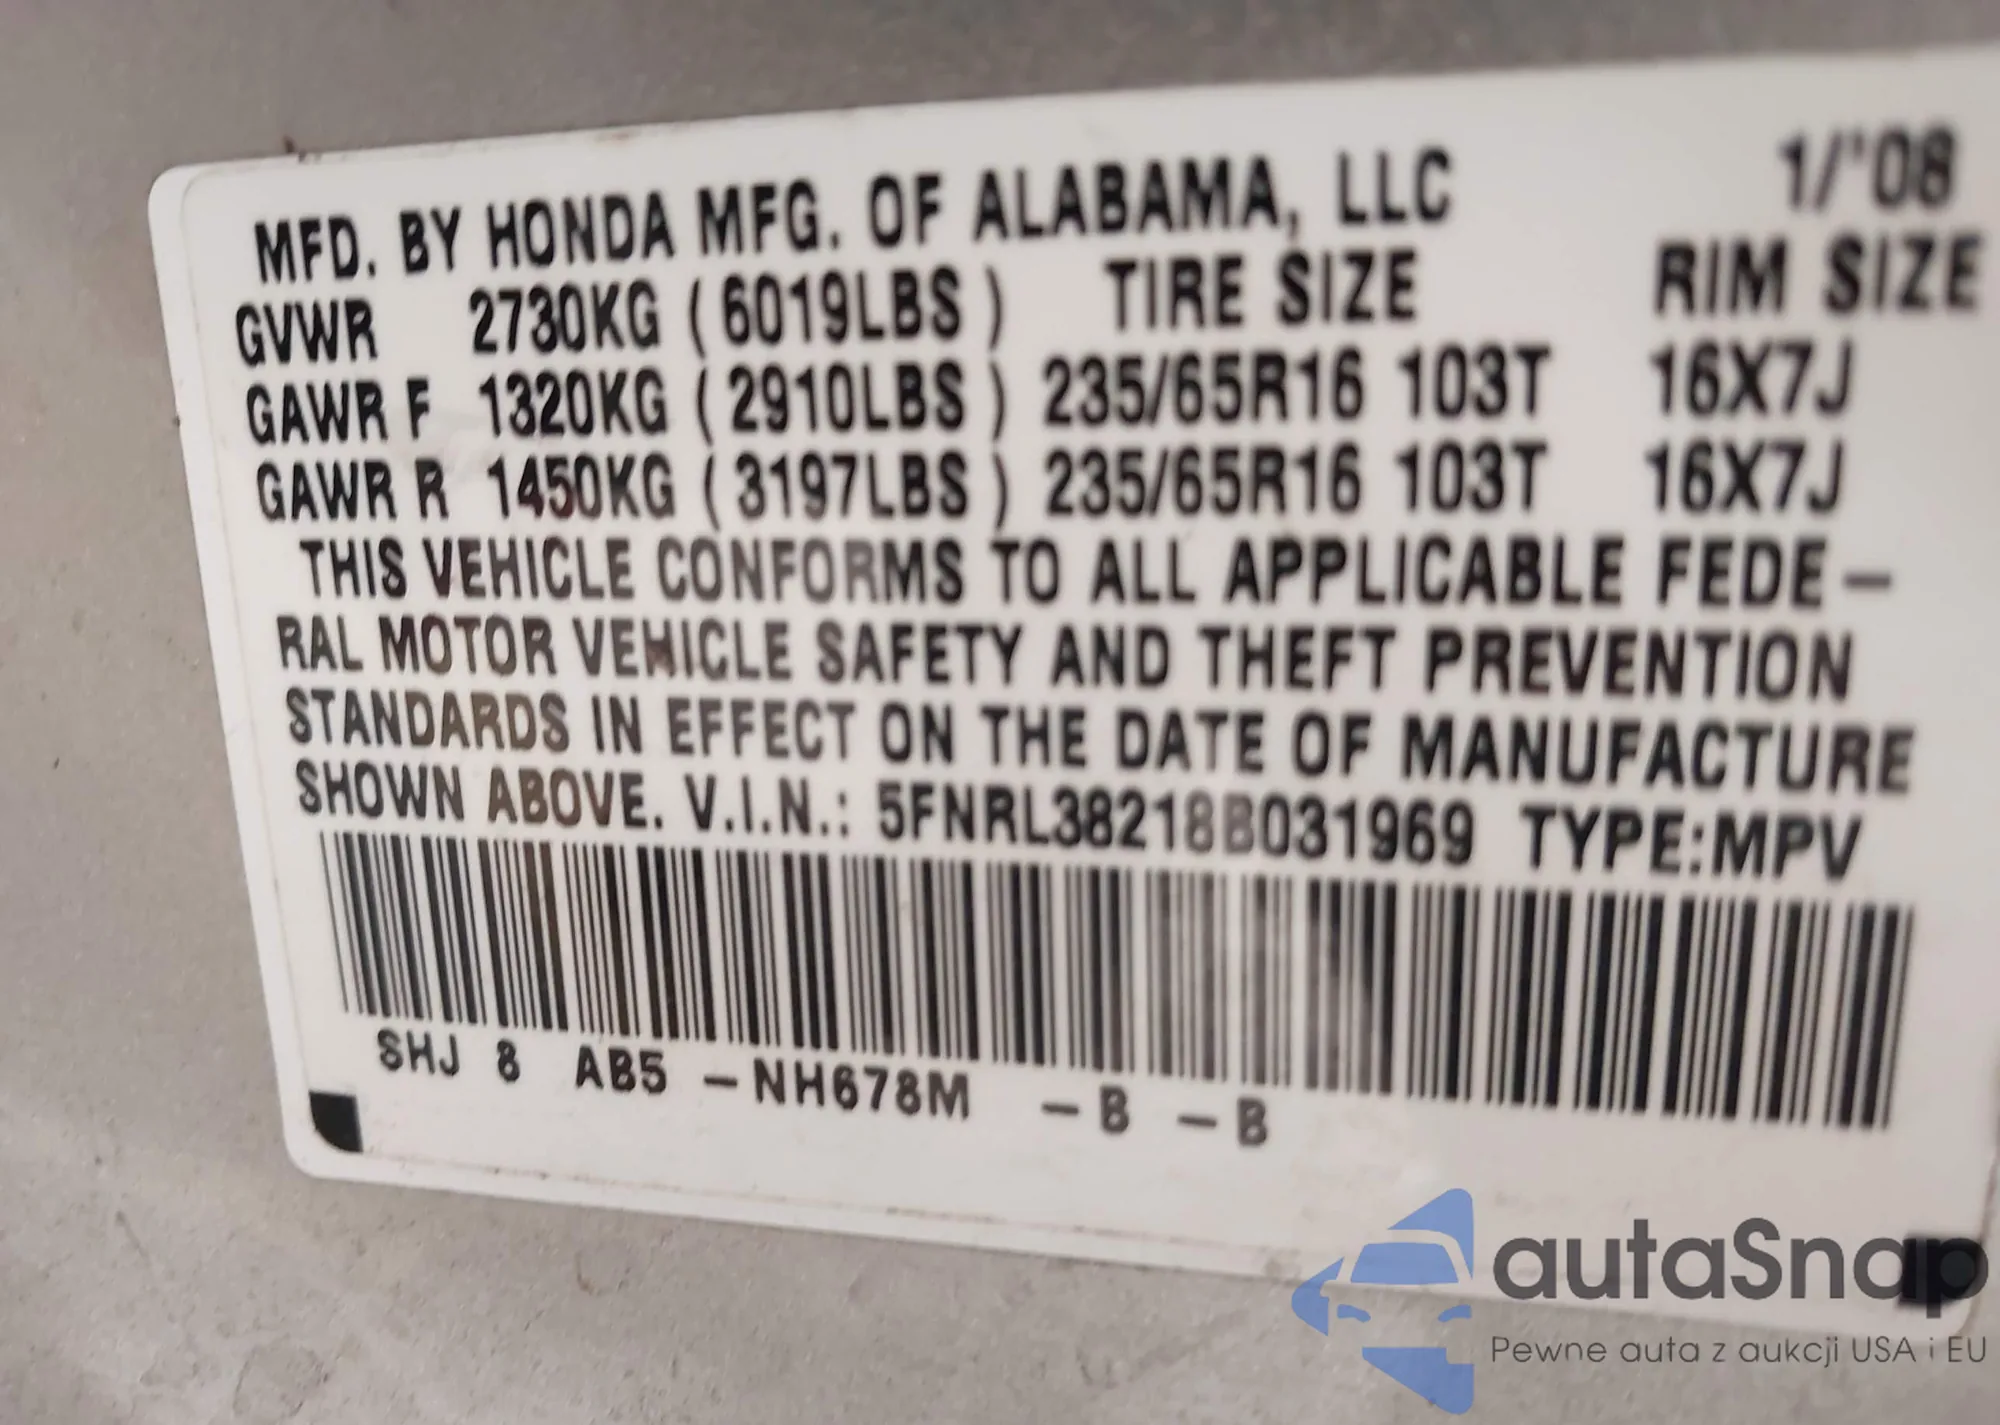 MFD. BY HONDA MFG. OF ALABAMA, LLC 1/'08
GVWR 2730KG ( 6019LBS ) TIRE SIZE RIM SIZE
GAWR F 1320KG ( 2910LBS ) 235/65R16 103T 16X7J
GAWR R 1450KG ( 3197LBS ) 235/65R16 103T 16X7J
THIS VEHICLE CONFORMS TO ALL APPLICABLE FEDE–
RAL MOTOR VEHICLE SAFETY AND THEFT PREVENTION
STANDARDS IN EFFECT ON THE DATE OF MANUFACTURE
SHOWN ABOVE. V.I.N.: 5FNRL38218B031969 TYPE:MPV
SHJ 8 AB5 –NH678M –B –B
autaSnap
Pewne auta z aukcji USA i EU